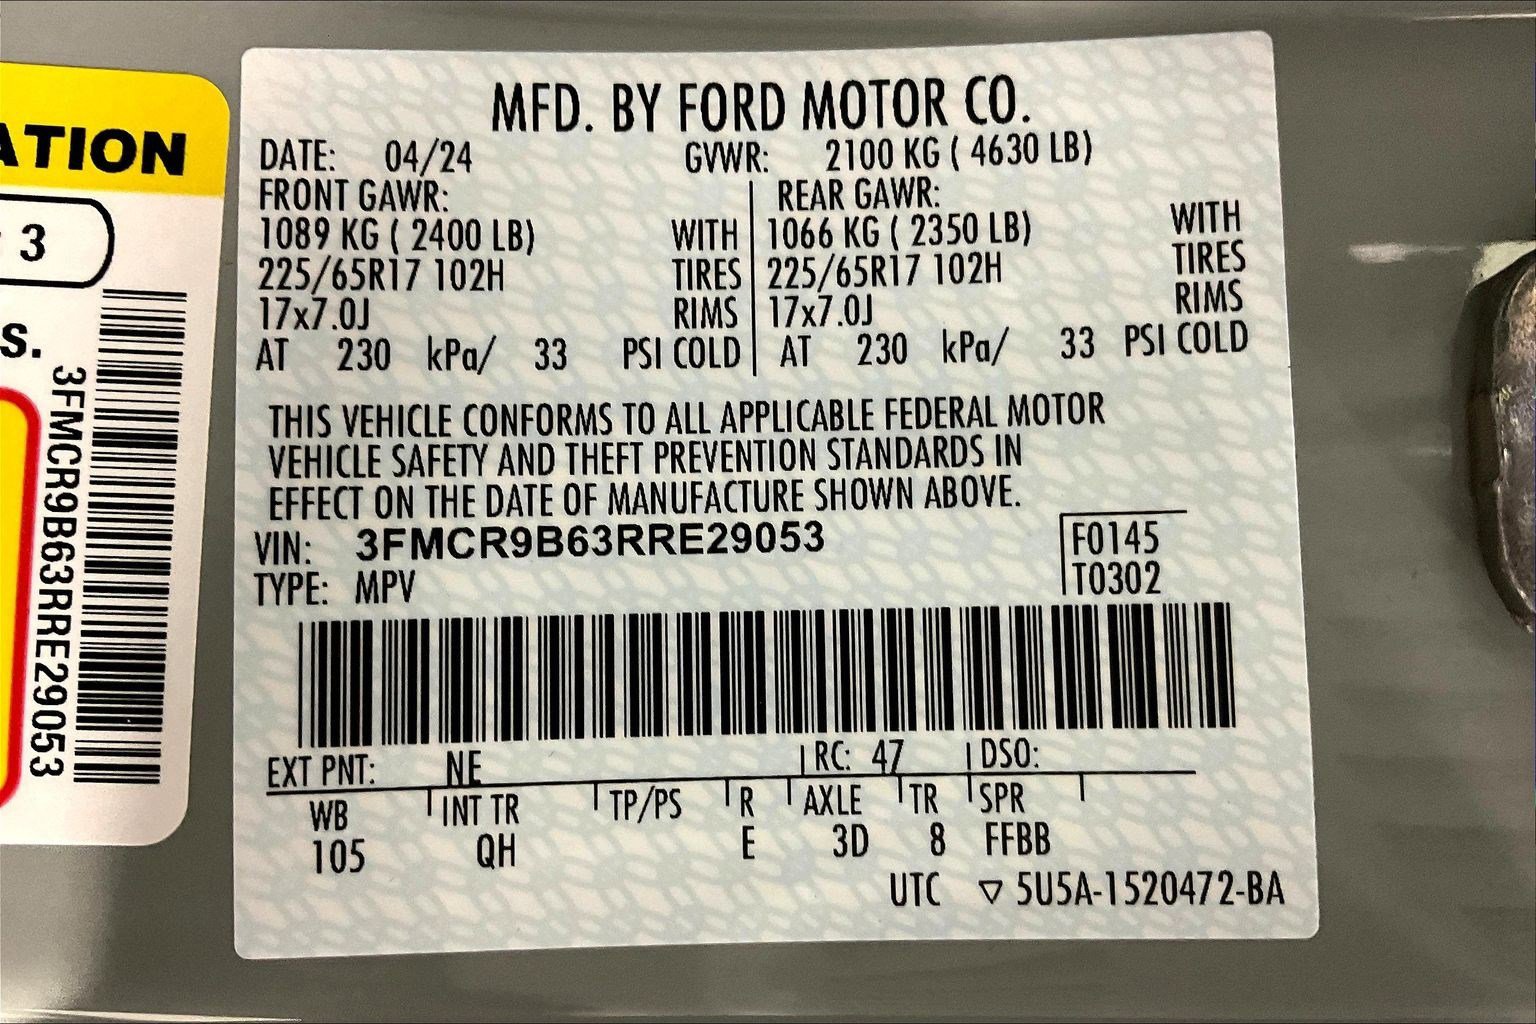 ATION
3
s.
3FMCR9B63RRE29053
MFD. BY FORD MOTOR CO.
DATE: 04/24 GVWR: 2100 KG ( 4630 LB)
FRONT GAWR: REAR GAWR:
1089 KG ( 2400 LB) WITH 1066 KG ( 2350 LB) WITH
225/65R17 102H TIRES 225/65R17 102H TIRES
17x7.0J RIMS 17x7.0J RIMS
AT 230 kPa/ 33 PSI COLD AT 230 kPa/ 33 PSI COLD
THIS VEHICLE CONFORMS TO ALL APPLICABLE FEDERAL MOTOR
VEHICLE SAFETY AND THEFT PREVENTION STANDARDS IN
EFFECT ON THE DATE OF MANUFACTURE SHOWN ABOVE.
VIN: 3FMCR9B63RRE29053 F0145
TYPE: MPV T0302
EXT PNT: NE RC: 47 DSO:
WB INT TR TP/PS R AXLE TR SPR
105 QH E 3D 8 FFBB
UTC ▽ 5U5A-1520472-BA